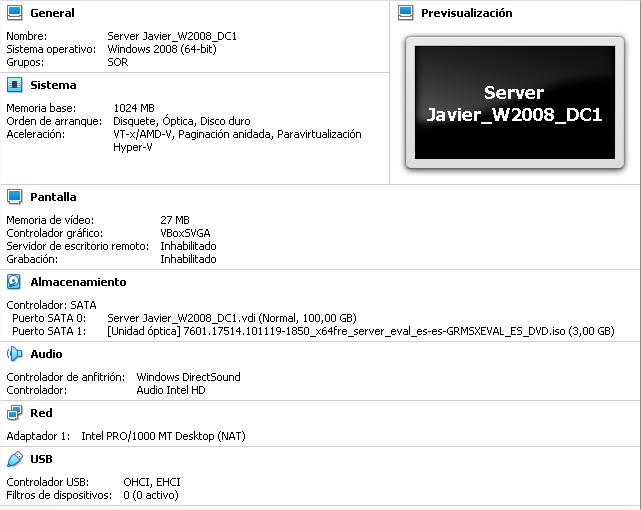 General
Nombre: Server Javier_W2008_DC1
Sistema operativo: Windows 2008 (64-bit)
Grupos: SOR
Sistema
Memoria base: 1024 MB
Orden de arranque: Disquete, Óptica, Disco duro
Aceleración: VT-x/AMD-V, Paginación anidada, Paravirtualización
Hyper-V
Previsualización
Server
Javier_W2008_DC1
Pantalla
Memoria de vídeo: 27 MB
Controlador gráfico: VBoxSVGA
Servidor de escritorio remoto: Inhabilitado
Grabación: Inhabilitado
Almacenamiento
Controlador: SATA
Puerto SATA 0: Server Javier_W2008_DC1.vdi (Normal, 100,00 GB)
Puerto SATA 1: [Unidad óptica] 7601.17514.101119-1850_x64fre_server_eval_es-es-GRMSXEVAL_ES_DVD.iso (3,00 GB)
Audio
Controlador de anfitrión: Windows DirectSound
Controlador: Audio Intel HD
Red
Adaptador 1: Intel PRO/1000 MT Desktop (NAT)
USB
Controlador USB: OHCI, EHCI
Filtros de dispositivos: 0 (0 activo)